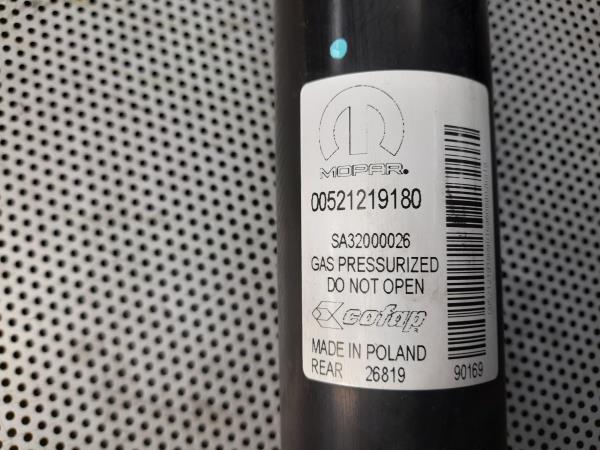 MOPAR.
00521219180
SA32000026
GAS PRESSURIZED
DO NOT OPEN
cofap
MADE IN POLAND
REAR 26819 90169